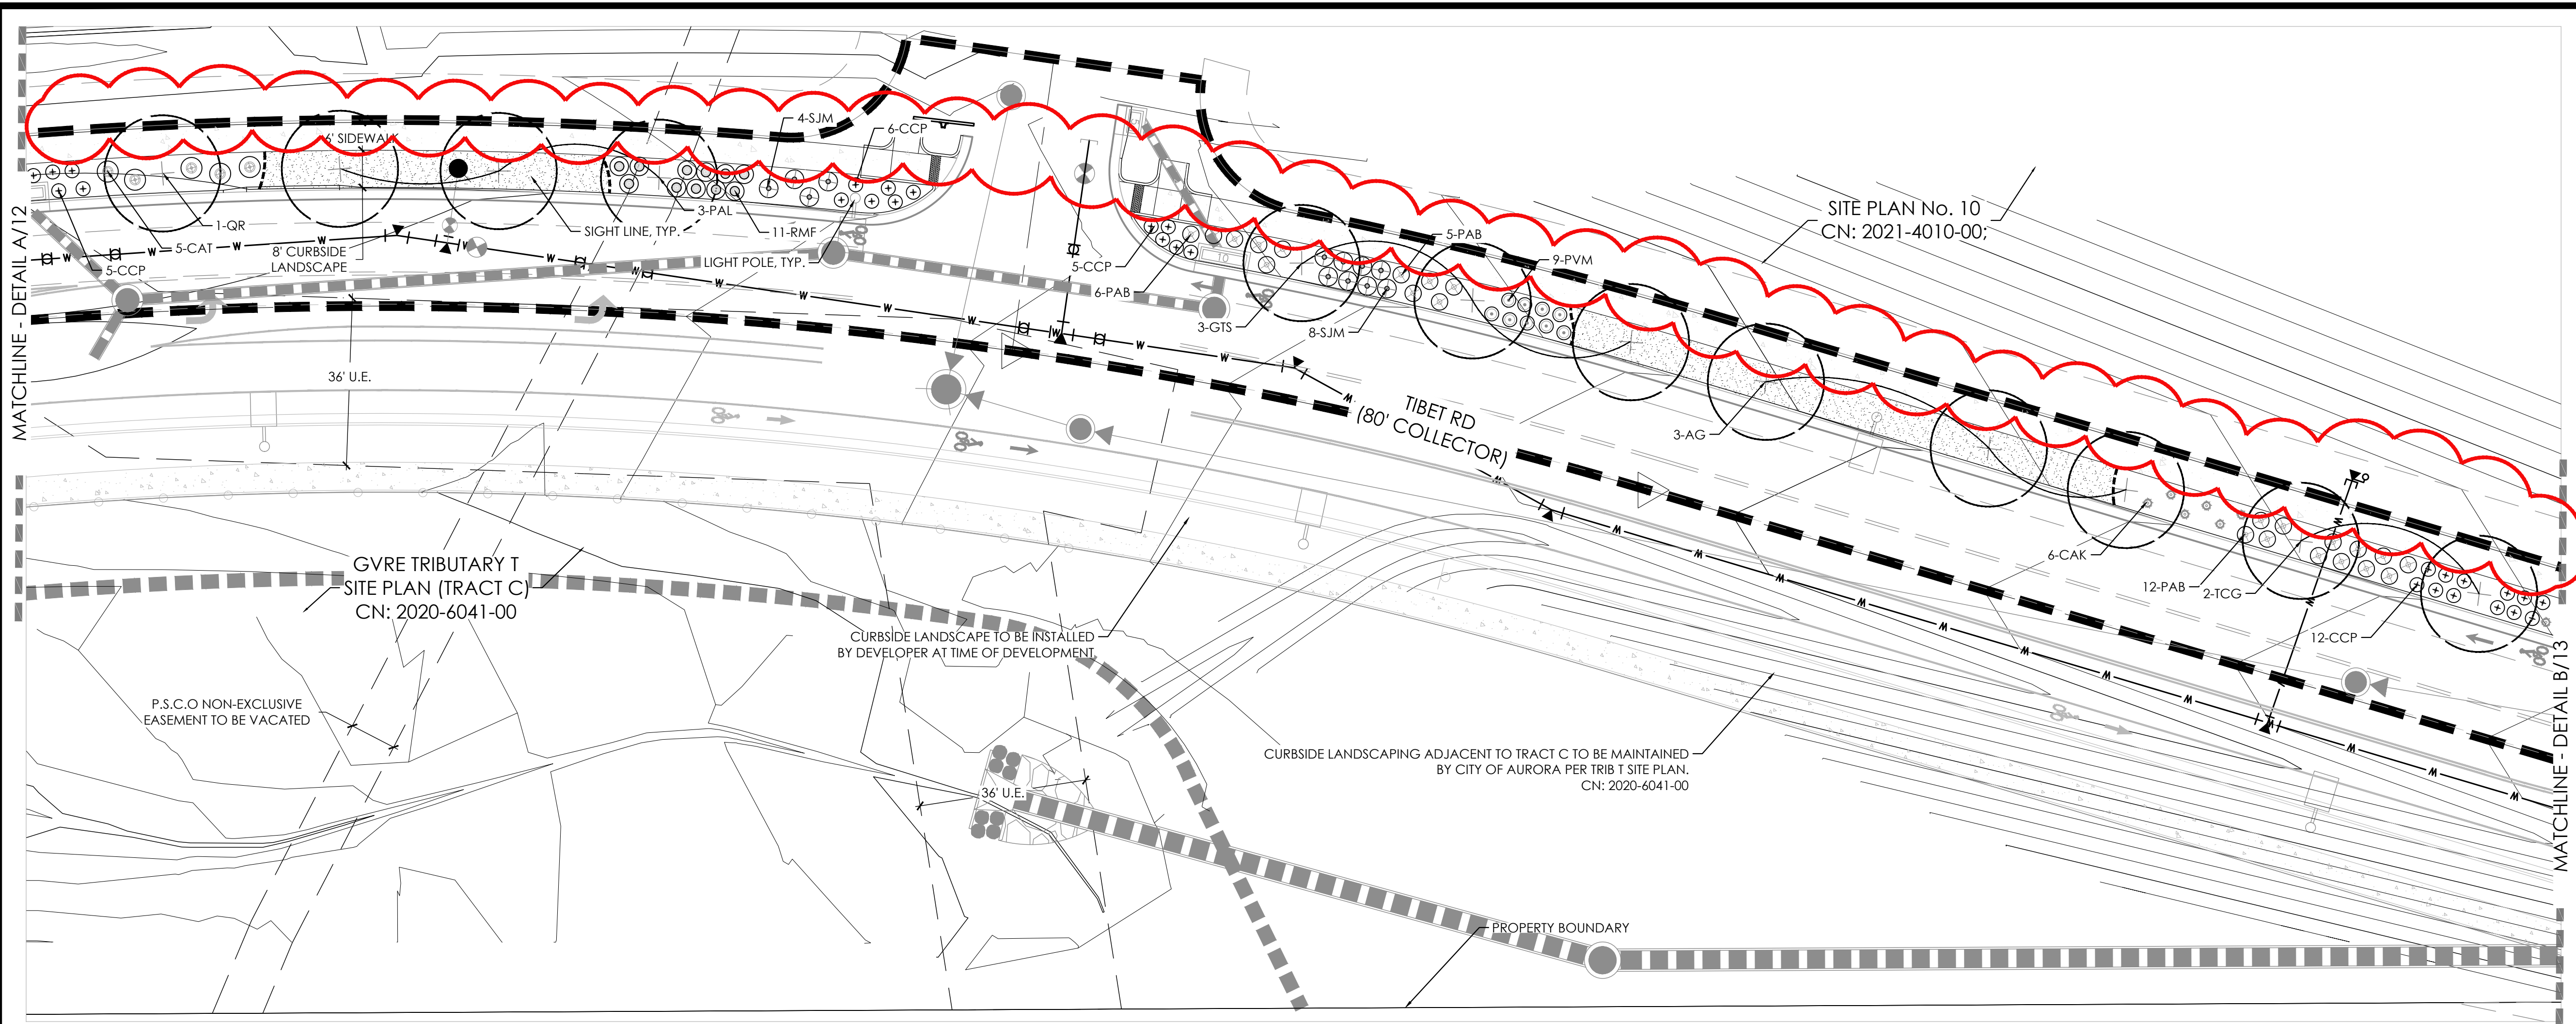 MATCHLINE - DETAIL A/12
6' SIDEWALK
4-SJM
6-CCP
1-QR
5-CAT
5-CCP
8' CURBSIDE
LANDSCAPE
SIGHT LINE, TYP.
3-PAL
11-RMF
LIGHT POLE, TYP.
5-CCP
6-PAB
10
3-GTS
8-SJM
5-PAB
9-PVM
SITE PLAN No. 10
CN: 2021-4010-00;
36' U.E.
TIBET RD
(80' COLLECTOR)
3-AG
6-CAK
12-PAB
2-TCG
12-CCP
GVRE TRIBUTARY T
SITE PLAN (TRACT C)
CN: 2020-6041-00
CURBSIDE LANDSCAPE TO BE INSTALLED
BY DEVELOPER AT TIME OF DEVELOPMENT
P.S.C.O NON-EXCLUSIVE
EASEMENT TO BE VACATED
36' U.E.
CURBSIDE LANDSCAPING ADJACENT TO TRACT C TO BE MAINTAINED
BY CITY OF AURORA PER TRIB T SITE PLAN.
CN: 2020-6041-00
PROPERTY BOUNDARY
MATCHLINE - DETAIL B/13